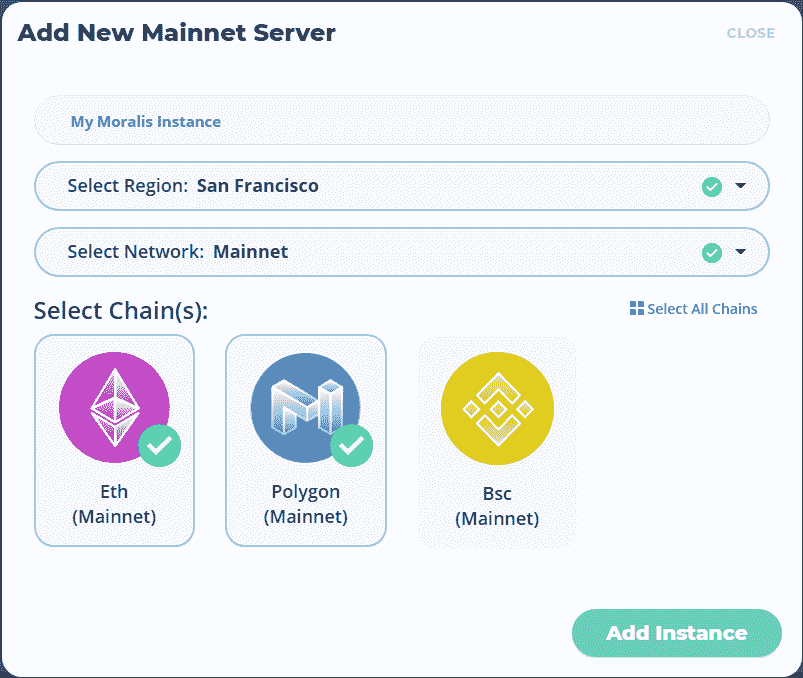 Add New Mainnet Server
CLOSE
My Moralis Instance
Select Region: San Francisco
Select Network: Mainnet
Select Chain(s):
Select All Chains
Eth
(Mainnet)
Polygon
(Mainnet)
Bsc
(Mainnet)
Add Instance